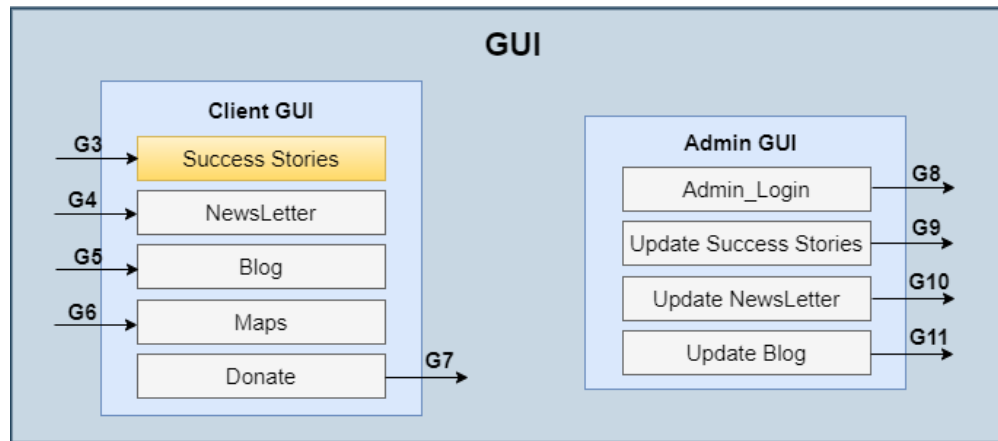 GUI
Client GUI
G3
Success Stories
G4
NewsLetter
G5
Blog
G6
Maps
Donate
G7
Admin GUI
Admin_Login
G8
Update Success Stories
G9
Update NewsLetter
G10
Update Blog
G11